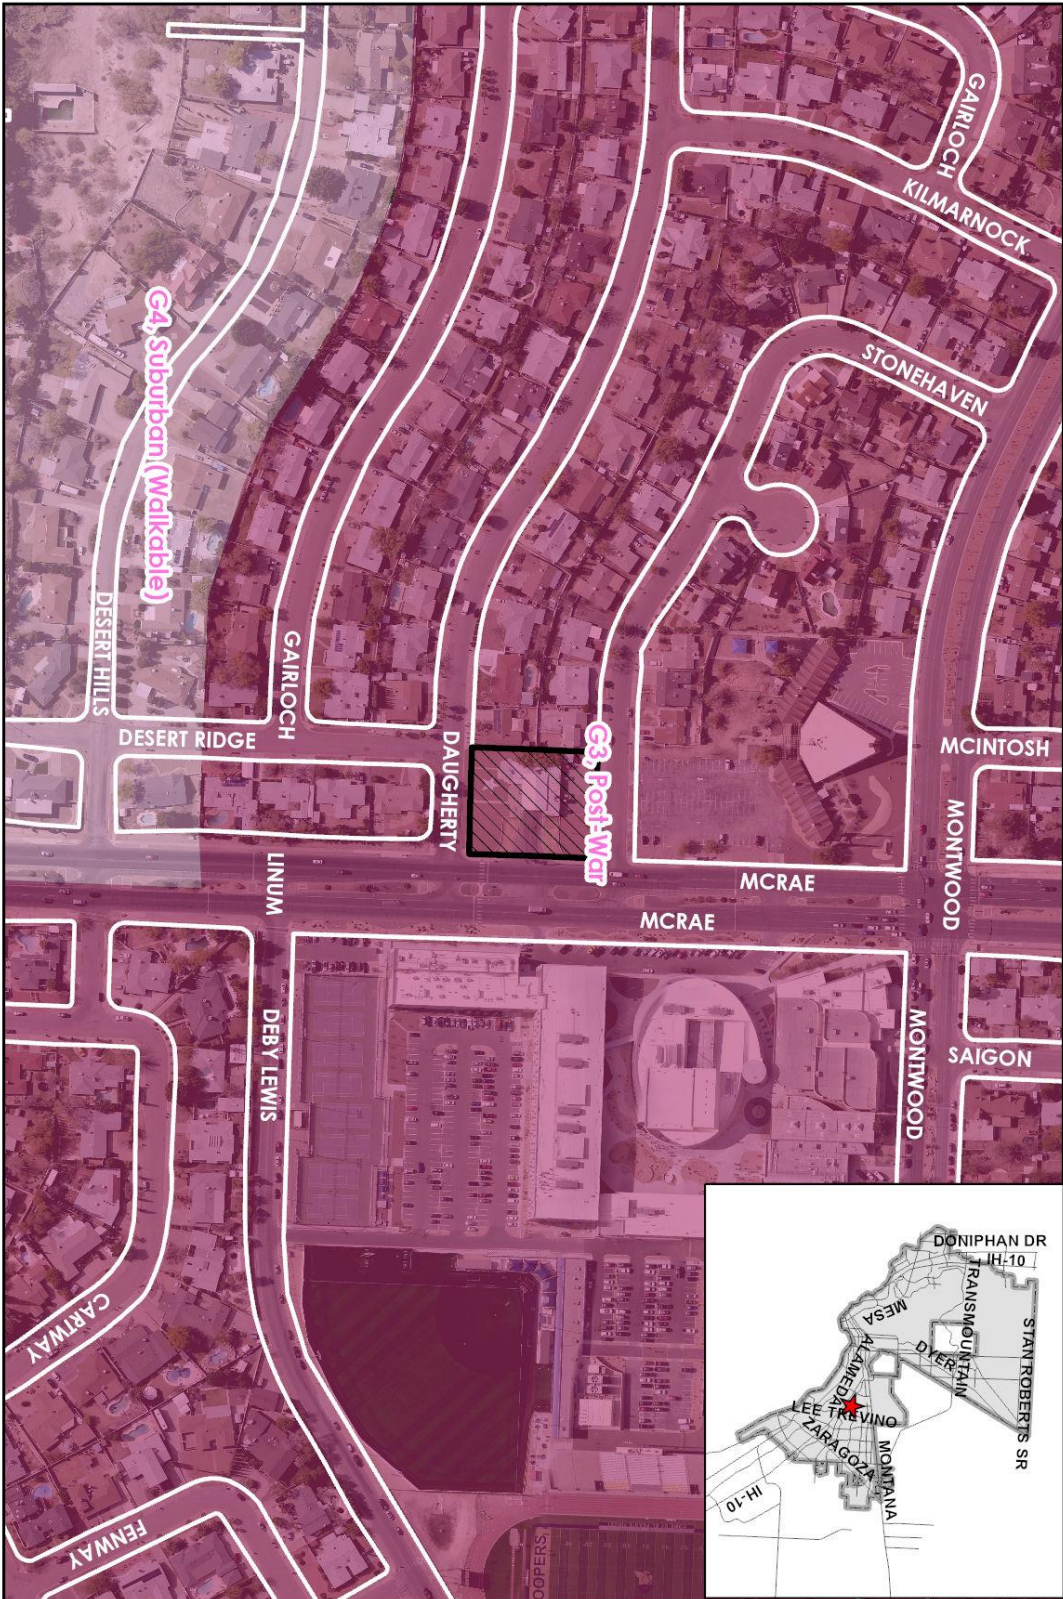 GAIRLOCH
KILMARNOCK
STONEHAVEN
G4, Suburban (Walkable)
DESERT HILLS
GAIRLOCH
DESERT RIDGE
DAUGHERTY
G3, Post-War
MCINTOSH
MONTWOOD
LINUM
MCRAE
MCRAE
MONTWOOD
SAIGON
DEBY LEWIS
CARTWAY
FENWAY
OOPERS
DONIPHAN DR
IH-10
TRANSMOUNTAIN
MESA
STAN ROBERTS SR
DYER
ALAMEDA
LEE TREVINO
ZARAGOZA
MONTANA
IH-10